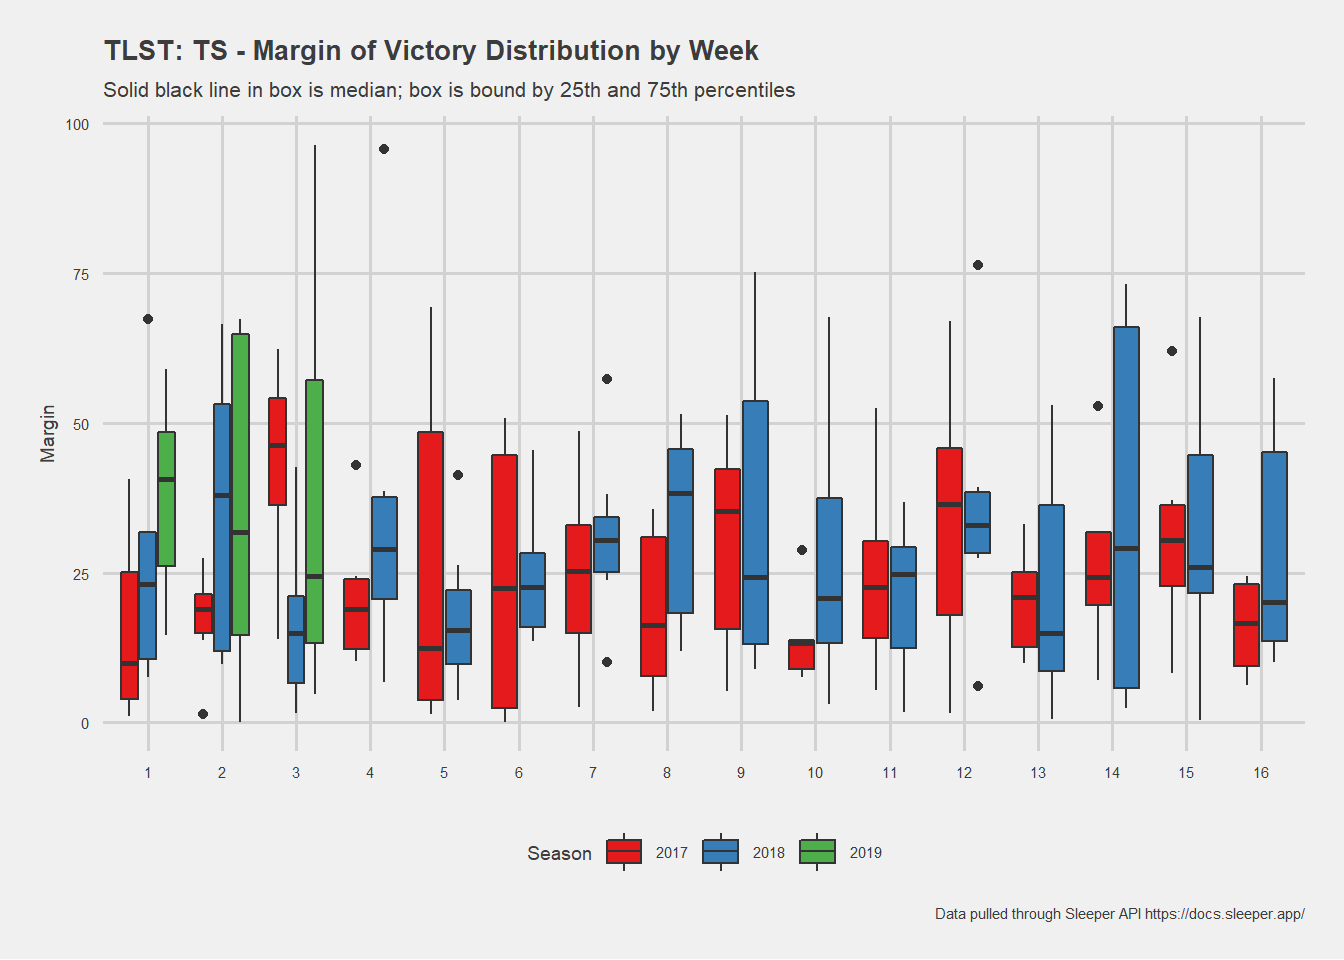 TLST: TS - Margin of Victory Distribution by Week
Solid black line in box is median; box is bound by 25th and 75th percentiles
100
75
50
25
0
Margin
1 2 3 4 5 6 7 8 9 10 11 12 13 14 15 16
Season 2017 2018 2019
Data pulled through Sleeper API https://docs.sleeper.app/